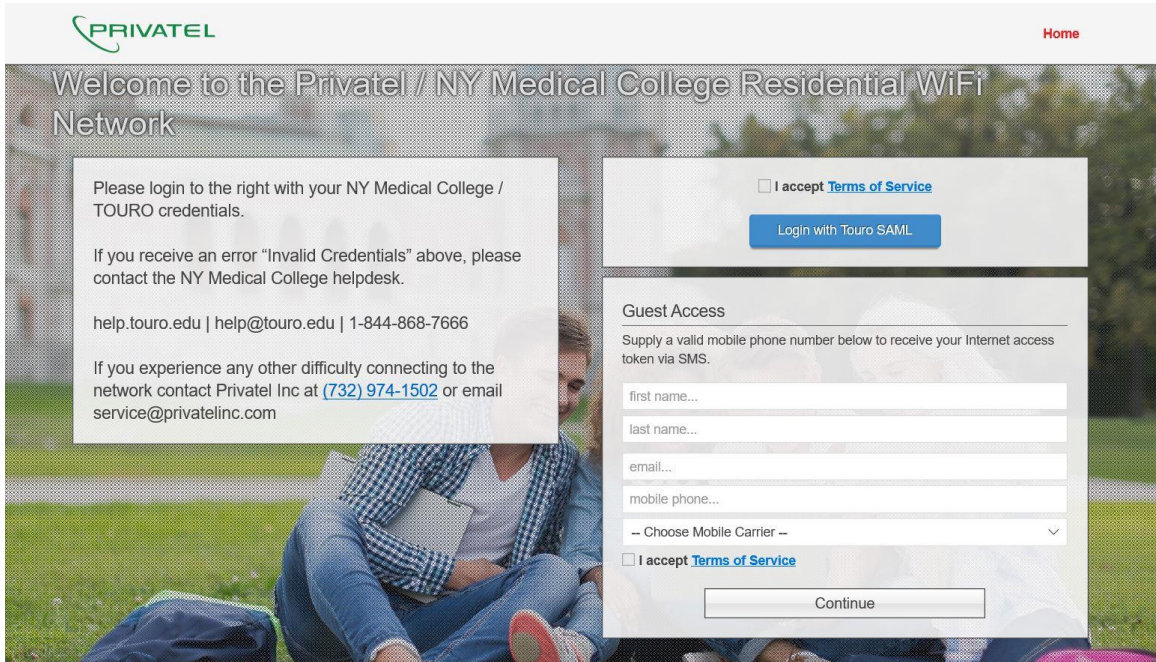 PRIVATEL
Home
Welcome to the Privatel / NY Medical College Residential WiFi
Network
Please login to the right with your NY Medical College /
TOURO credentials.
If you receive an error “Invalid Credentials” above, please
contact the NY Medical College helpdesk.
help.touro.edu | help@touro.edu | 1-844-868-7666
If you experience any other difficulty connecting to the
network contact Privatel Inc at (732) 974-1502 or email
service@privatelinc.com
I accept Terms of Service
Login with Touro SAML
Guest Access
Supply a valid mobile phone number below to receive your Internet access
token via SMS.
first name...
last name...
email...
mobile phone...
-- Choose Mobile Carrier --
I accept Terms of Service
Continue